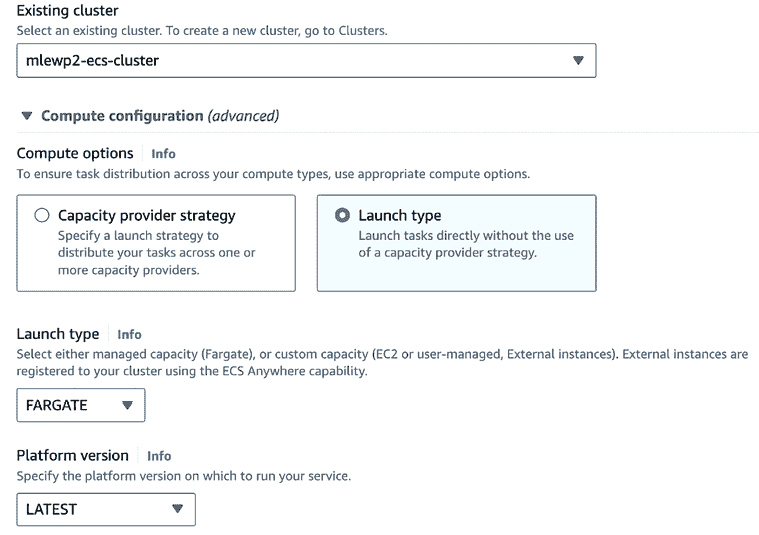 Existing cluster
Select an existing cluster. To create a new cluster, go to Clusters.
mlewp2-ecs-cluster
Compute configuration (advanced)
Compute options Info
To ensure task distribution across your compute types, use appropriate compute options.
Capacity provider strategy
Specify a launch strategy to
distribute your tasks across one or
more capacity providers.
Launch type
Launch tasks directly without the use
of a capacity provider strategy.
Launch type Info
Select either managed capacity (Fargate), or custom capacity (EC2 or user-managed, External instances). External instances are
registered to your cluster using the ECS Anywhere capability.
FARGATE
Platform version Info
Specify the platform version on which to run your service.
LATEST